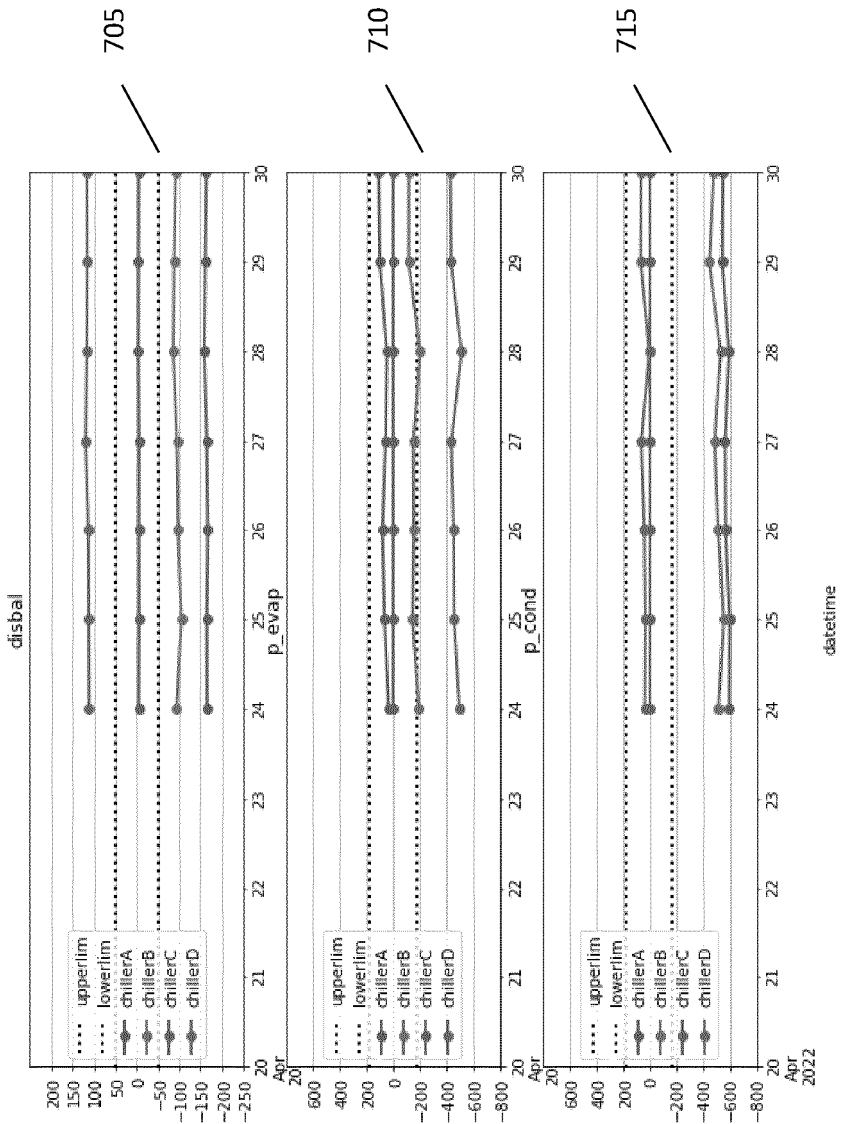 disbal
200
150
100
50
0
−50
−100
−150
−200
−250
upperlim
lowerlim
chillerA
chillerB
chillerC
chillerD
705
20 21 22 23 24 25 26 27 28 29 30
Apr
20
p_evap
600
400
200
0
−200
−400
−600
−800
upperlim
lowerlim
chillerA
chillerB
chillerC
chillerD
710
20 21 22 23 24 25 26 27 28 29 30
Apr
20
p_cond
600
400
200
0
−200
−400
−600
−800
upperlim
lowerlim
chillerA
chillerB
chillerC
chillerD
715
20 21 22 23 24 25 26 27 28 29 30
Apr
2022
datetime